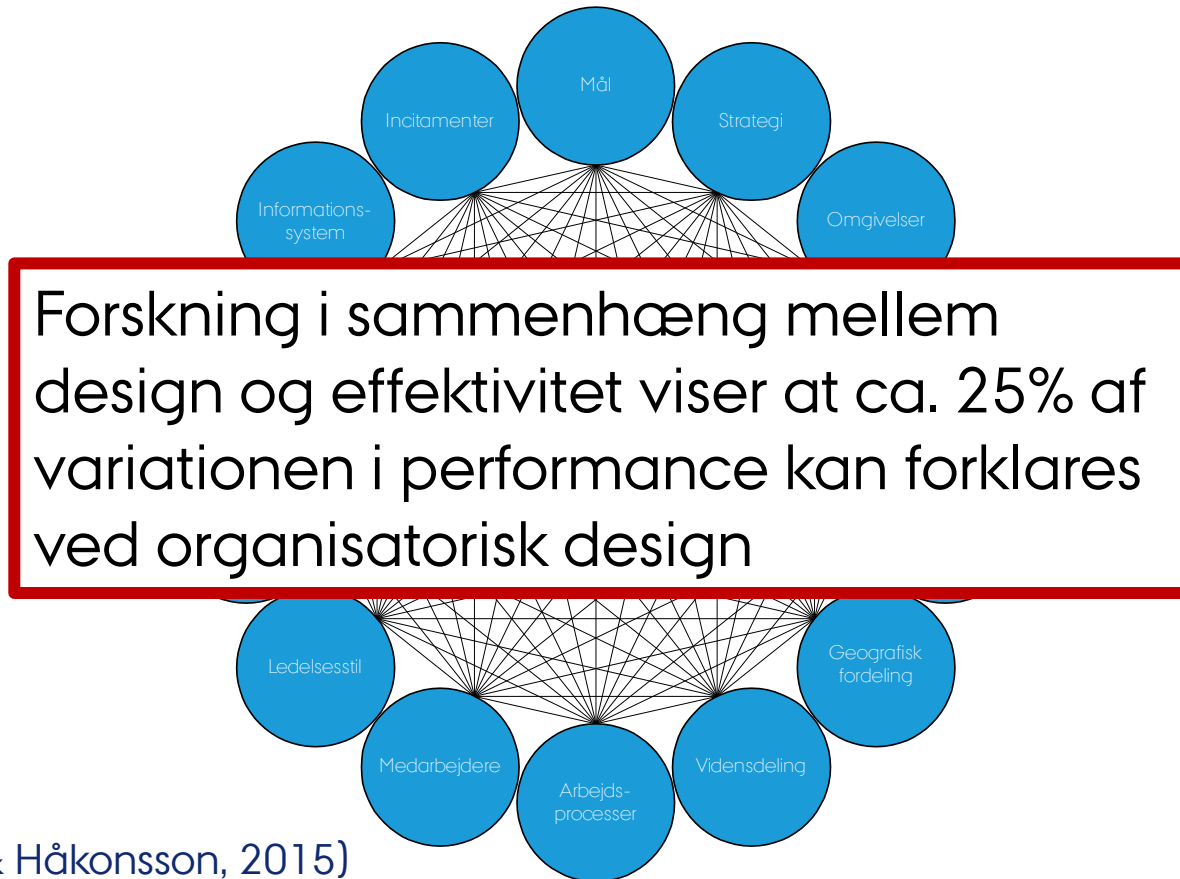 Mål
Incitamenter
Strategi
Informations-
system
Omgivelser
Forskning i sammenhæng mellem
design og effektivitet viser at ca. 25% af
variationen i performance kan forklares
ved organisatorisk design
Ledelsesstil
Geografisk
fordeling
Medarbejdere
Vidensdeling
Arbejds-
processer
& Håkonsson, 2015)